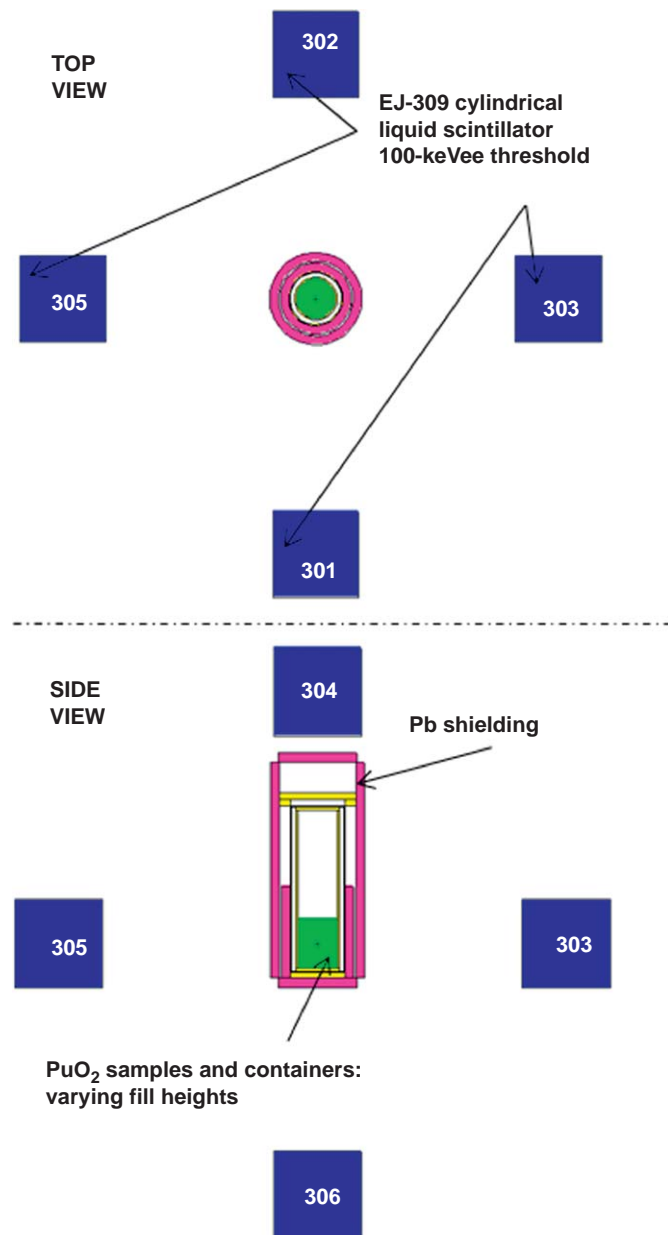 302
TOP
VIEW
EJ-309 cylindrical
liquid scintillator
100-keVee threshold
305
303
301
SIDE
VIEW
304
Pb shielding
305
303
PuO₂ samples and containers:
varying fill heights
306